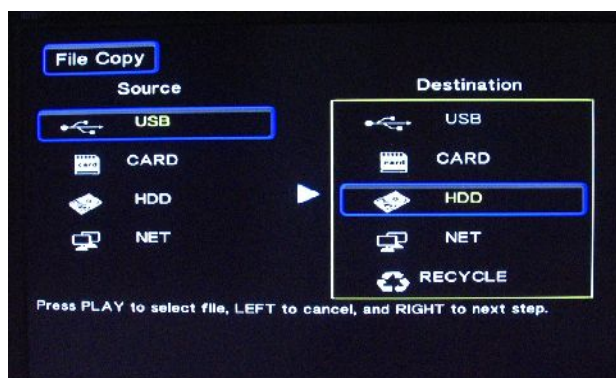 File Copy
Source
USB
CARD
HDD
NET
Destination
USB
CARD
HDD
NET
RECYCLE
Press PLAY to select file, LEFT to cancel, and RIGHT to next step.